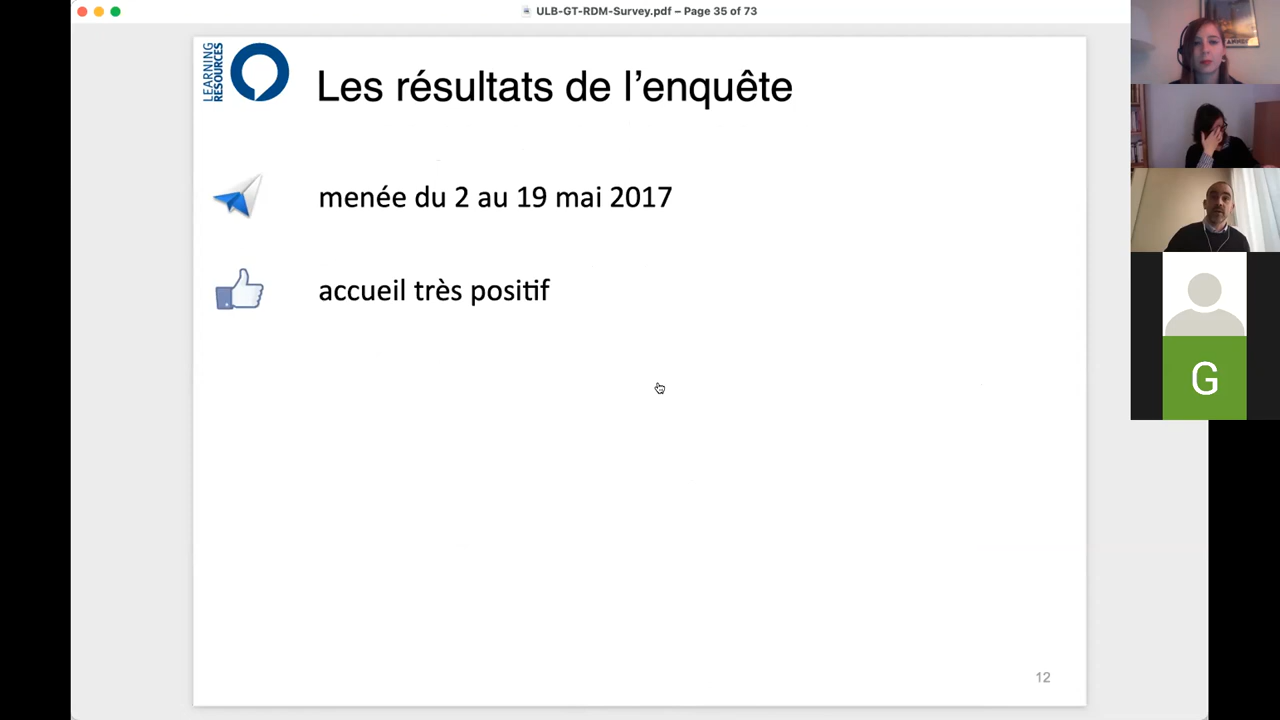 ULB-GT-RDM-Survey.pdf – Page 35 of 73
LEARNING
RESOURCES
Les résultats de l’enquête
menée du 2 au 19 mai 2017
accueil très positif
G
12